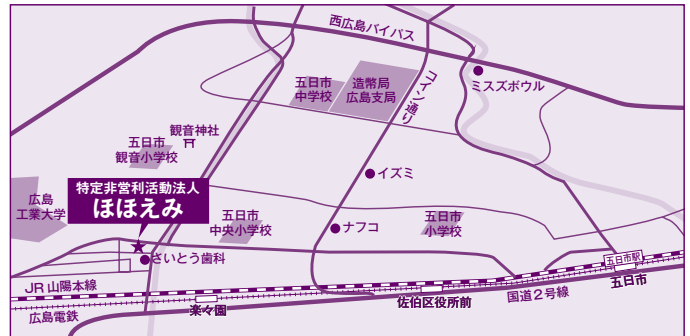 西広島バイパス
ミスズボウル
コイン通り
五日市
中学校
造幣局
広島支局
観音神社
五日市
観音小学校
イズミ
広島
工業大学
特定非営利活動法人
ほほえみ
五日市
中央小学校
ナフコ
五日市
小学校
さいとう歯科
五日市駅
五日市
JR山陽本線
広島電鉄
楽々園
佐伯区役所前
国道2号線